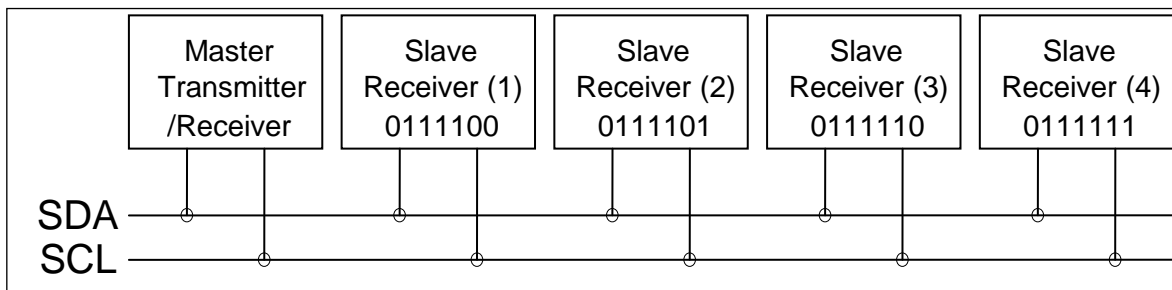 Master
Transmitter
/Receiver
Slave
Receiver (1)
0111100
Slave
Receiver (2)
0111101
Slave
Receiver (3)
0111110
Slave
Receiver (4)
0111111
SDA
SCL